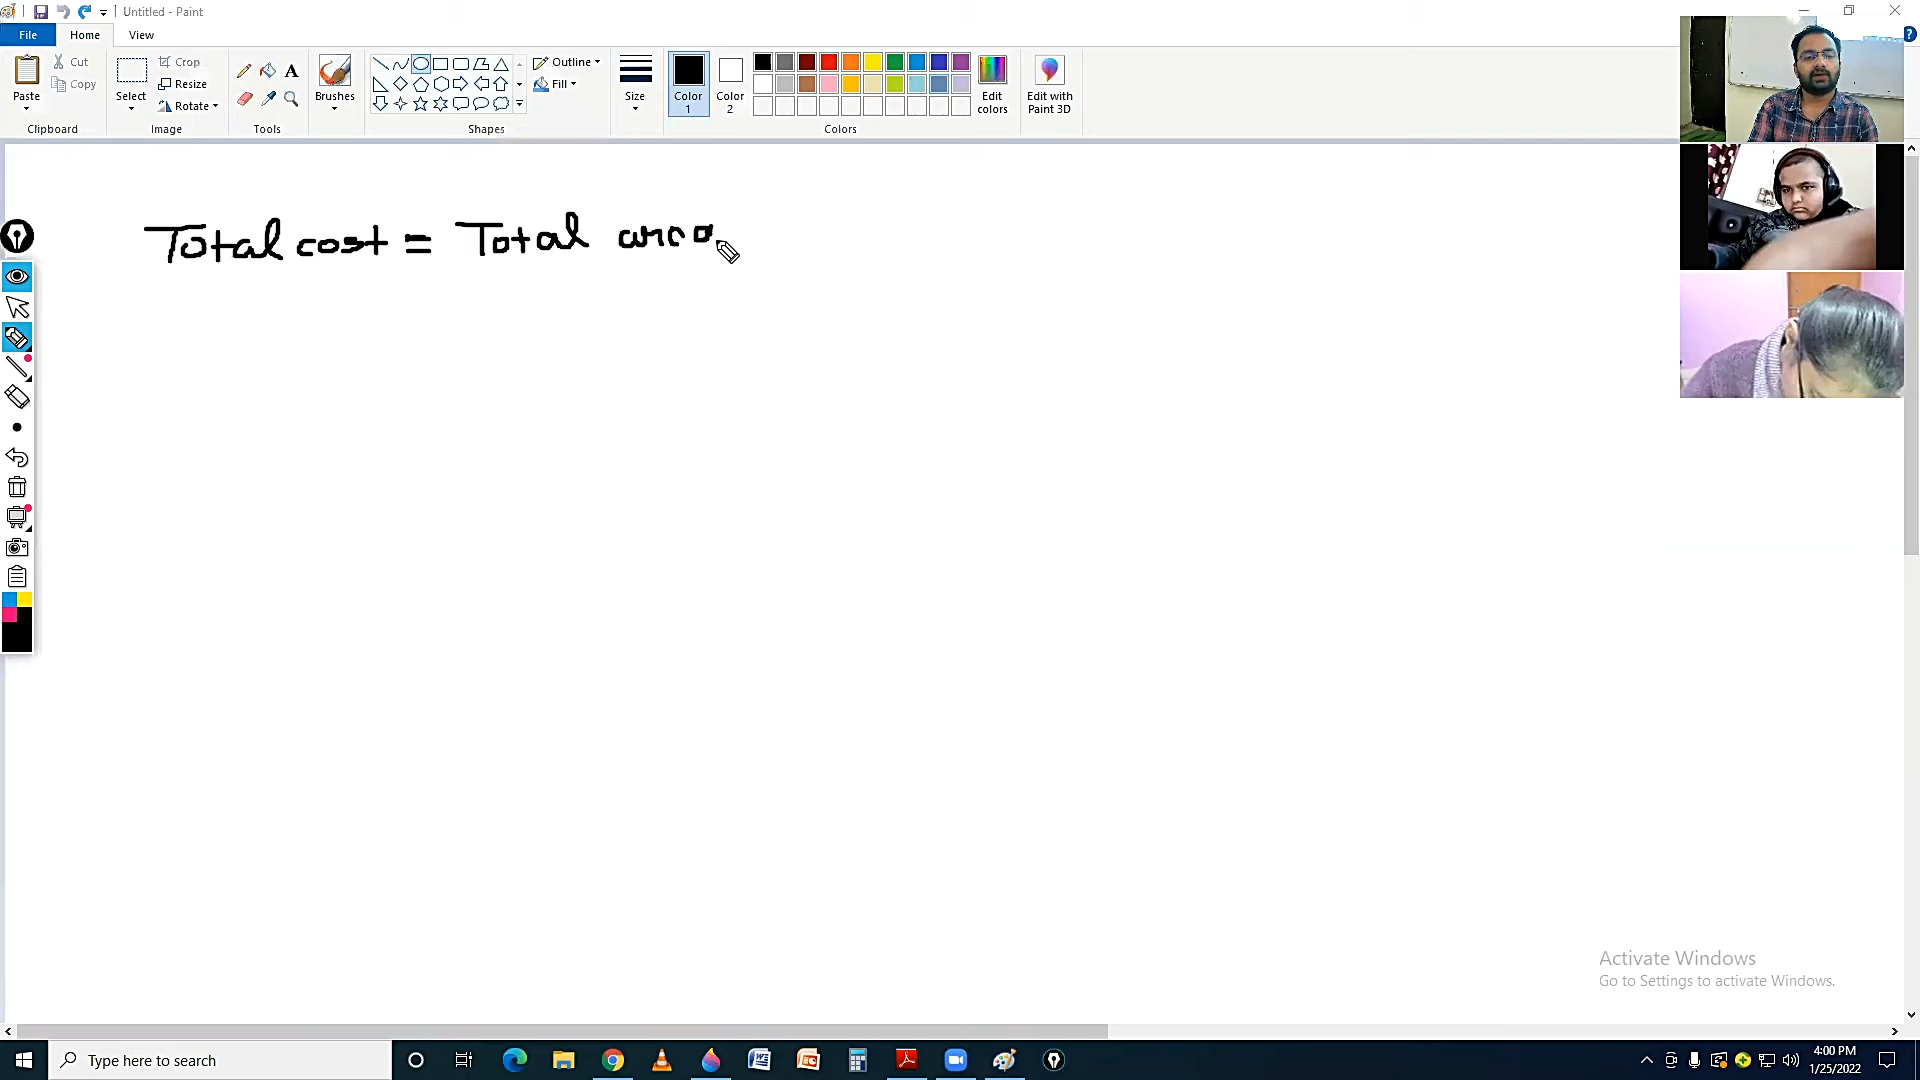 Untitled - Paint
File Home View
Paste Cut Copy Clipboard
Select Crop Resize Rotate Image
Tools
Brushes
Outline Fill Shapes
Size
Color 1 Color 2 Edit colors Colors
Edit with Paint 3D
Total cost = Total area
Activate Windows
Go to Settings to activate Windows.
Type here to search
4:00 PM
1/25/2022